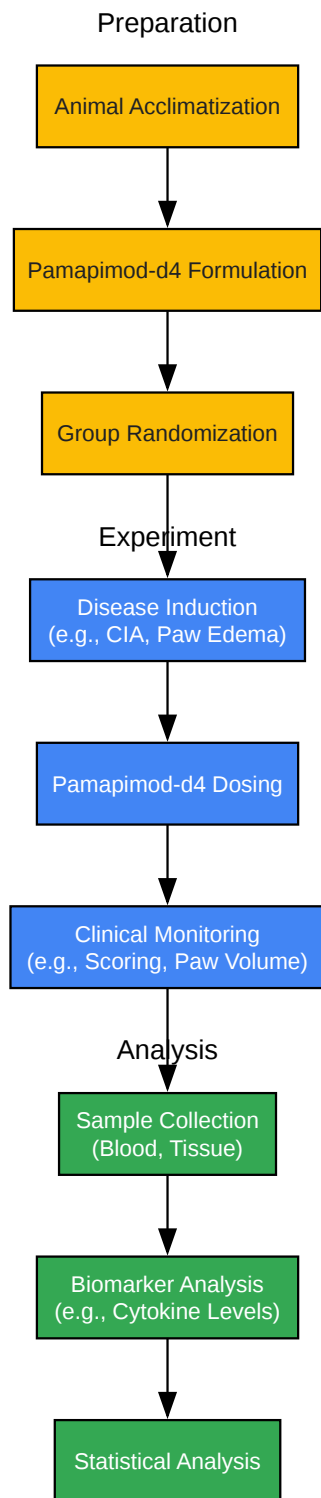 Preparation
Animal Acclimatization
Pamapimod-d4 Formulation
Group Randomization
Experiment
Disease Induction
(e.g., CIA, Paw Edema)
Pamapimod-d4 Dosing
Clinical Monitoring
(e.g., Scoring, Paw Volume)
Analysis
Sample Collection
(Blood, Tissue)
Biomarker Analysis
(e.g., Cytokine Levels)
Statistical Analysis